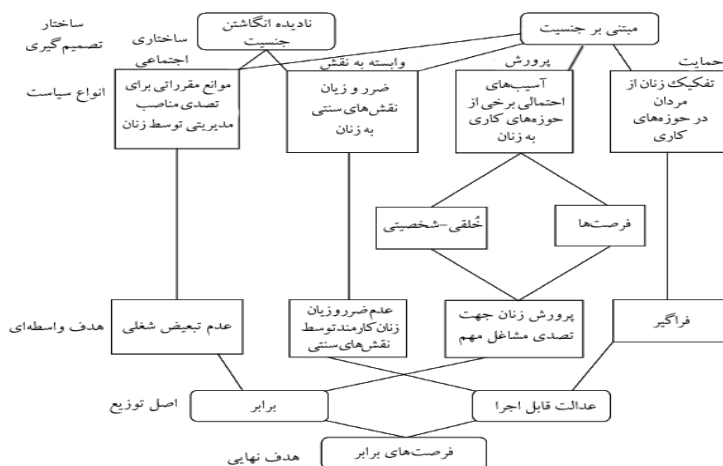 ساختار
تصمیم‌گیری
مبتنی بر جنسیت
نادیده انگاشتن
جنسیت
حمایت
پرورش
وابسته به نقش
ساختاری
اجتماعی
انواع سیاست
تفکیک زنان از
مردان
در حوزه‌های
کاری
آسیب‌های
احتمالی برخی از
حوزه‌های کاری
به زنان
ضرر و زیان
نقش‌های سنتی
به زنان
موانع مقرراتی برای
تصدی مناصب
مدیریتی توسط زنان
فرصت‌ها
خُلقی-شخصیتی
هدف واسطه‌ای
فراگیر
پرورش زنان جهت
تصدی مشاغل مهم
عدم ضرر و زیان
زنان کارمند توسط
نقش‌های سنتی
عدم تبعیض شغلی
اصل توزیع
عدالت قابل اجرا
برابر
هدف نهایی
فرصت‌های برابر